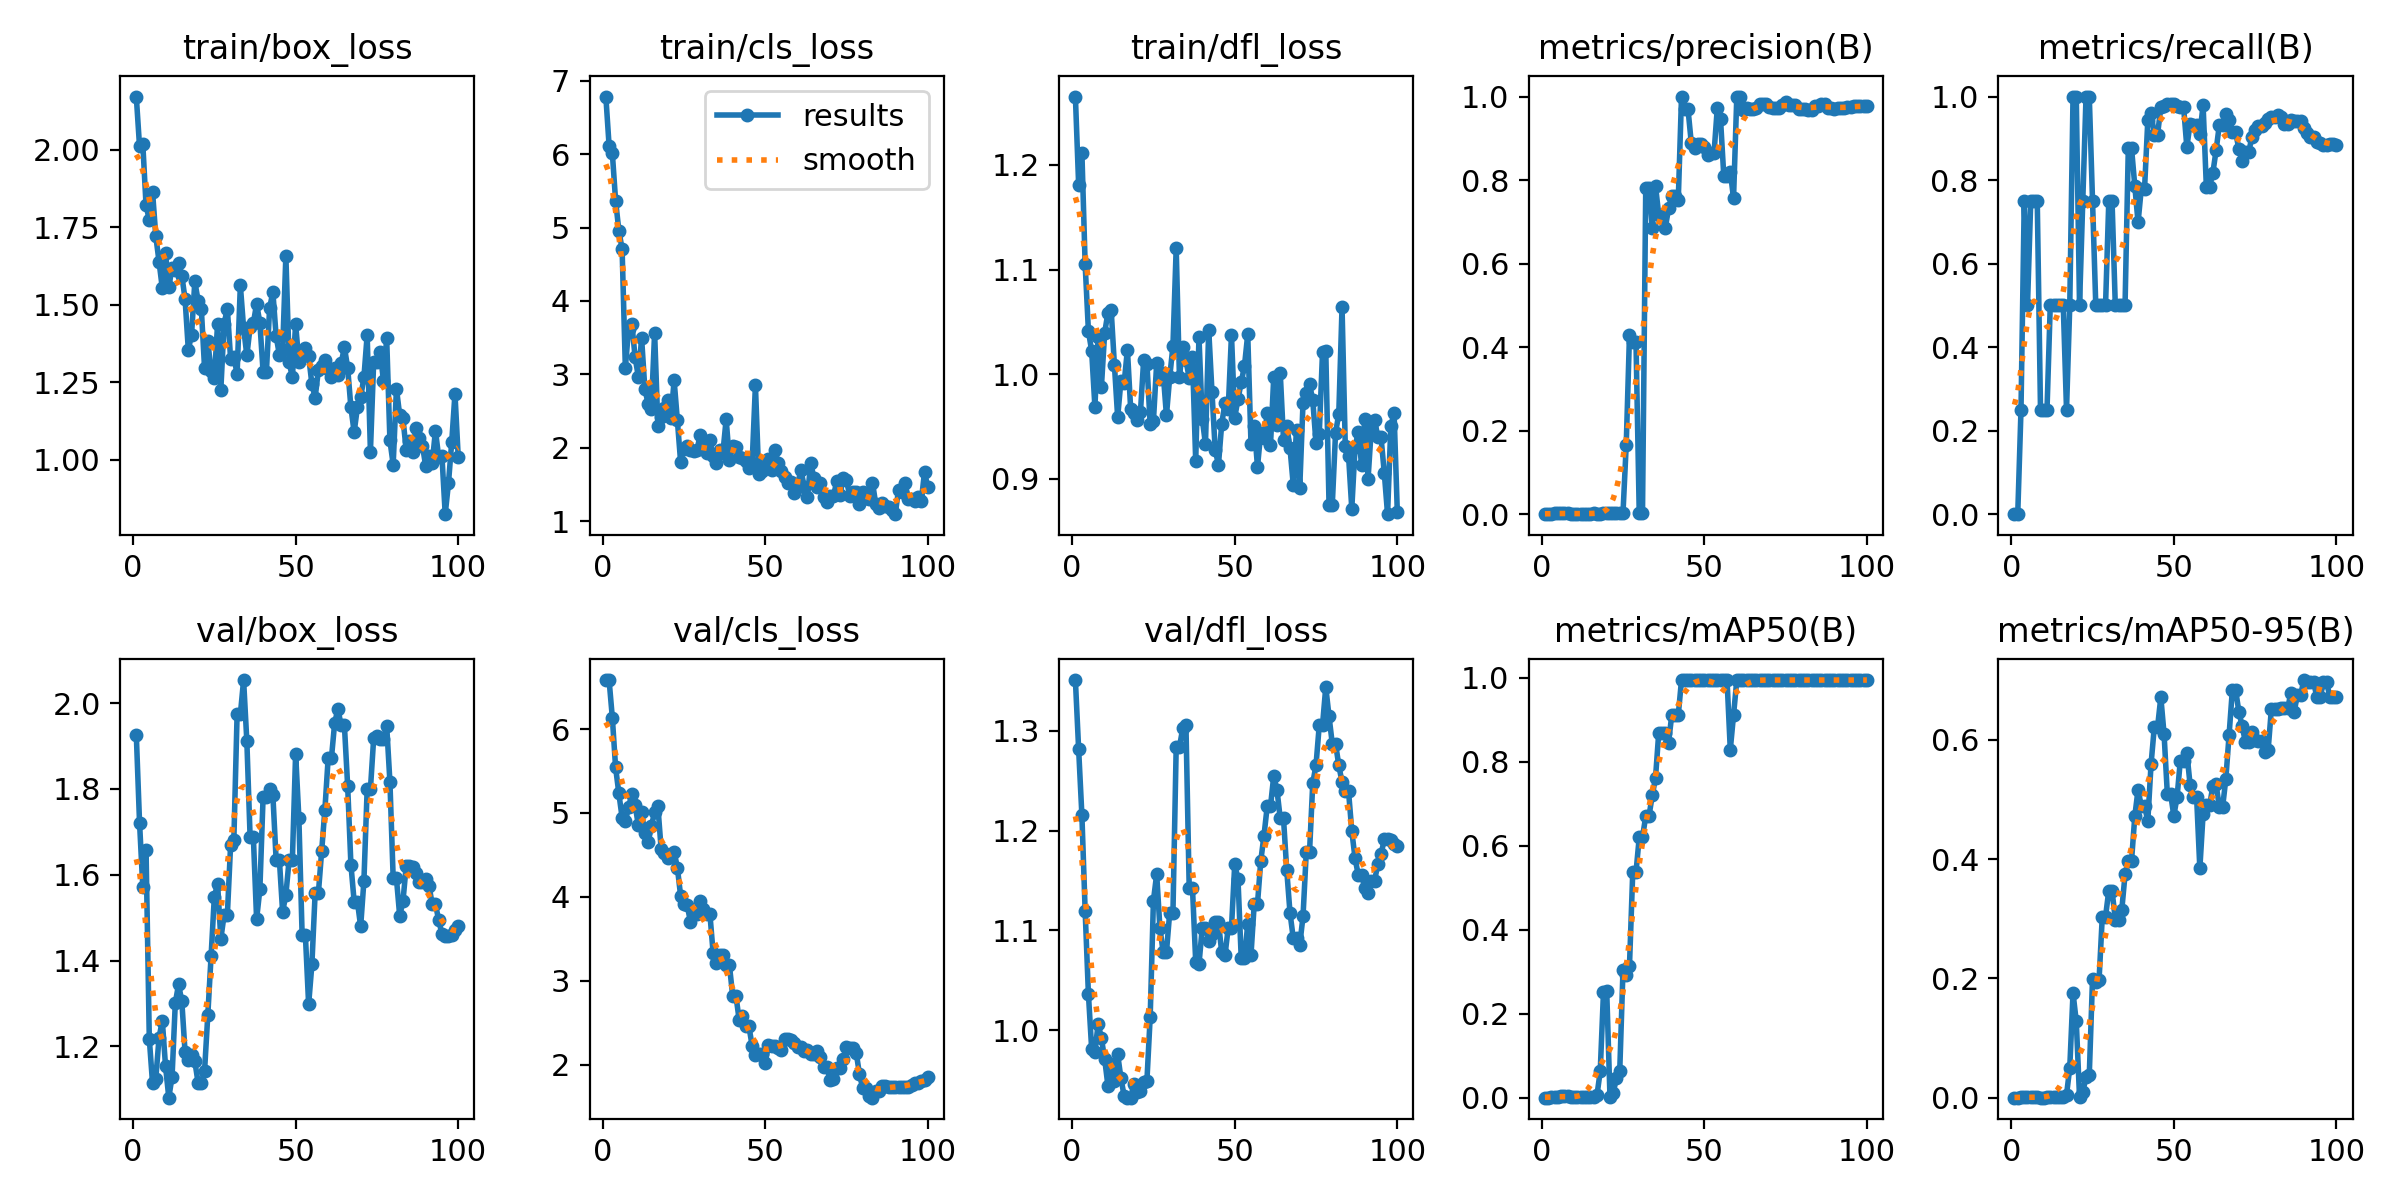 train/box_loss
2.00
1.75
1.50
1.25
1.00
0 50 100
train/cls_loss
7
6
5
4
3
2
1
0 50 100
results
smooth
train/dfl_loss
1.2
1.1
1.0
0.9
0 50 100
metrics/precision(B)
1.0
0.8
0.6
0.4
0.2
0.0
0 50 100
metrics/recall(B)
1.0
0.8
0.6
0.4
0.2
0.0
0 50 100
val/box_loss
2.0
1.8
1.6
1.4
1.2
0 50 100
val/cls_loss
6
5
4
3
2
0 50 100
val/dfl_loss
1.3
1.2
1.1
1.0
0 50 100
metrics/mAP50(B)
1.0
0.8
0.6
0.4
0.2
0.0
0 50 100
metrics/mAP50-95(B)
0.6
0.4
0.2
0.0
0 50 100